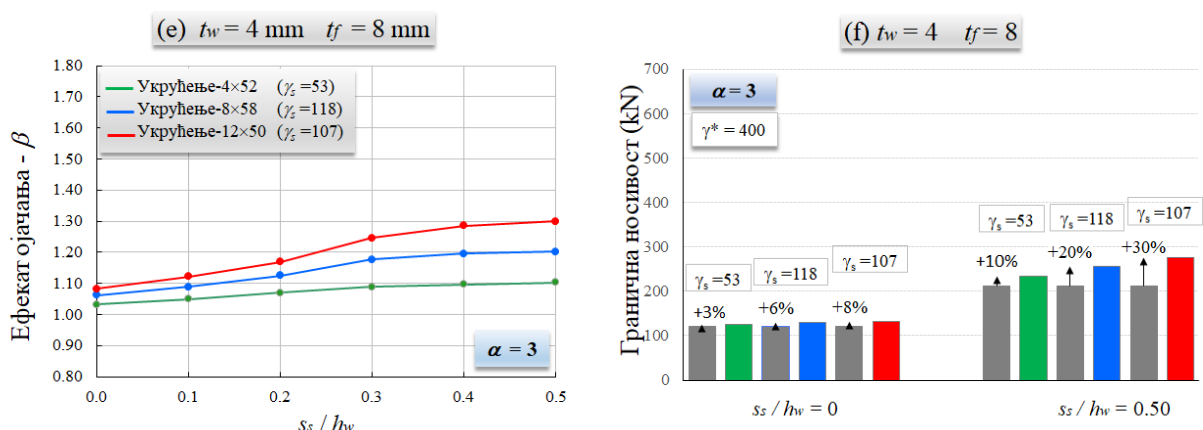 (e) tw = 4 mm tf = 8 mm
Ефекат ојачања - β
1.80
1.70
1.60
1.50
1.40
1.30
1.20
1.10
1.00
0.90
0.80
Укрућење-4×52 (γs =53)
Укрућење-8×58 (γs =118)
Укрућење-12×50 (γs =107)
α = 3
0.0 0.1 0.2 0.3 0.4 0.5
ss / hw
(f) tw = 4 tf = 8
Гранична носивост (kN)
700
600
500
400
300
200
100
0
α = 3
γ* = 400
γs = 53 γs = 118 γs = 107
+3% +6% +8%
γs = 53 γs = 118 γs = 107
+10% +20% +30%
ss / hw = 0 ss / hw = 0.50